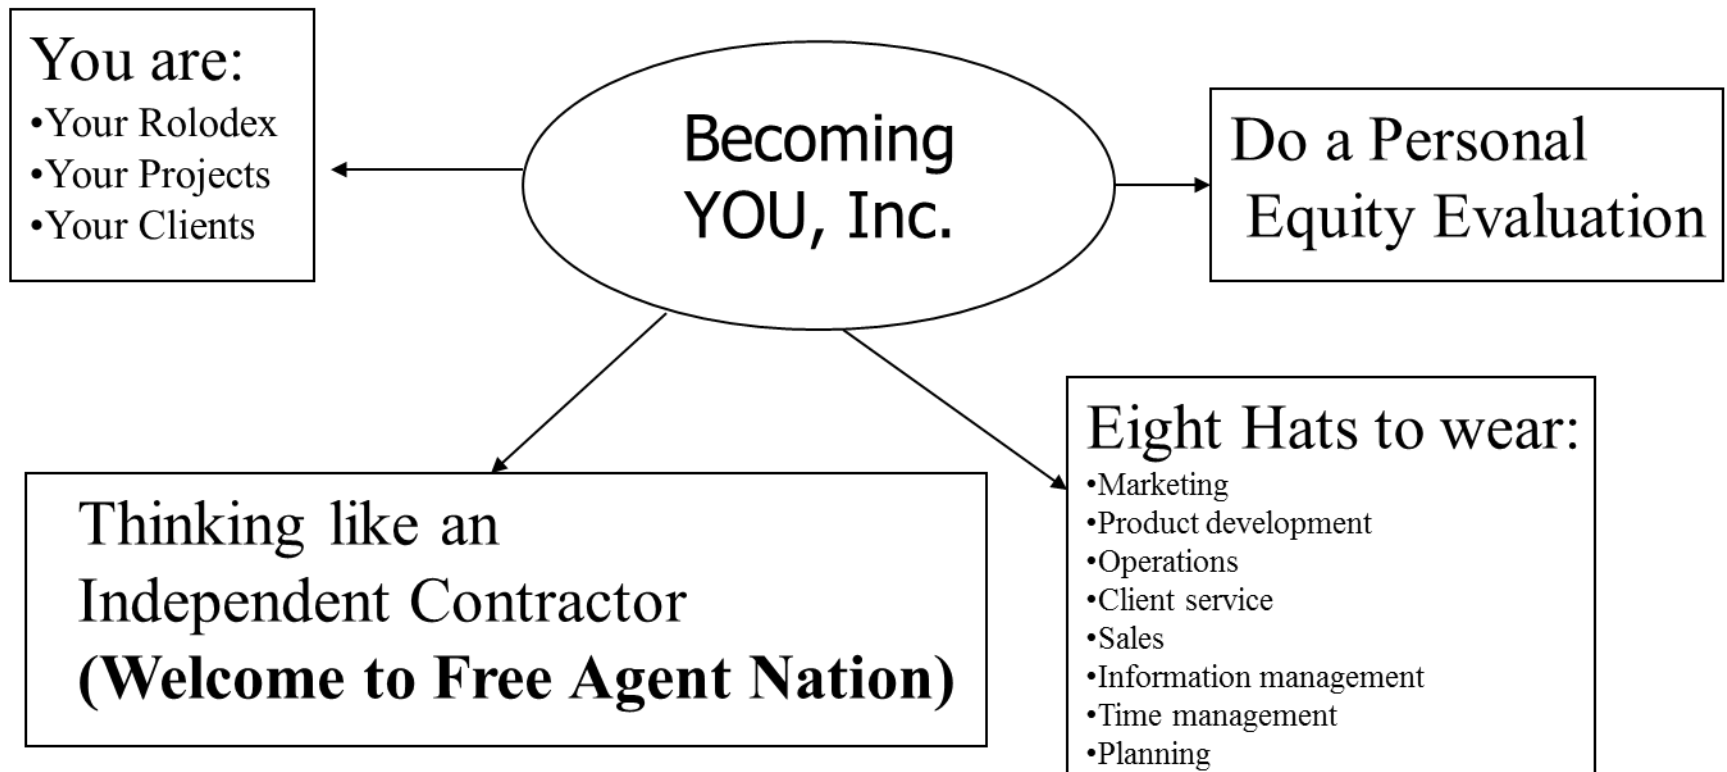 You are:
•Your Rolodex
•Your Projects
•Your Clients
Becoming
YOU, Inc.
Do a Personal
Equity Evaluation
Thinking like an
Independent Contractor
(Welcome to Free Agent Nation)
Eight Hats to wear:
•Marketing
•Product development
•Operations
•Client service
•Sales
•Information management
•Time management
•Planning